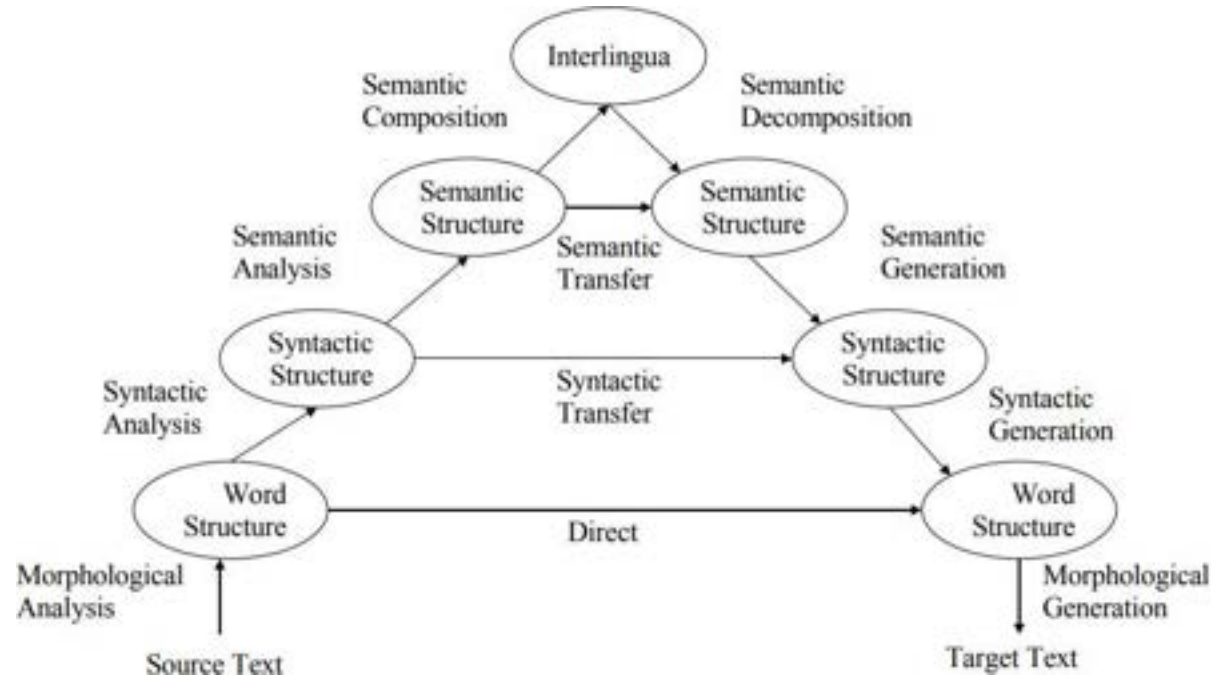 Interlingua
Semantic
Composition
Semantic
Decomposition
Semantic
Structure
Semantic
Structure
Semantic
Analysis
Semantic
Transfer
Semantic
Generation
Syntactic
Structure
Syntactic
Structure
Syntactic
Analysis
Syntactic
Transfer
Syntactic
Generation
Word
Structure
Word
Structure
Direct
Morphological
Analysis
Morphological
Generation
Source Text
Target Text